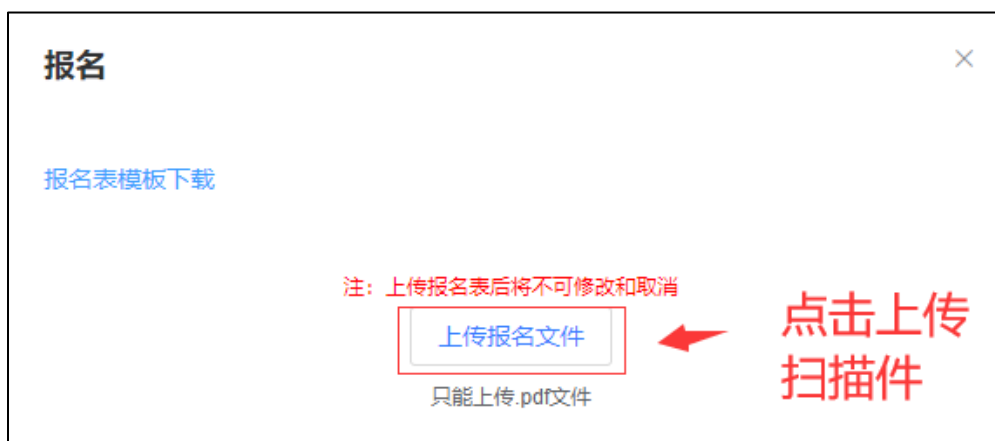 报名
报名表模板下载
注：上传报名表后将不可修改和取消
上传报名文件
只能上传.pdf文件
点击上传
扫描件